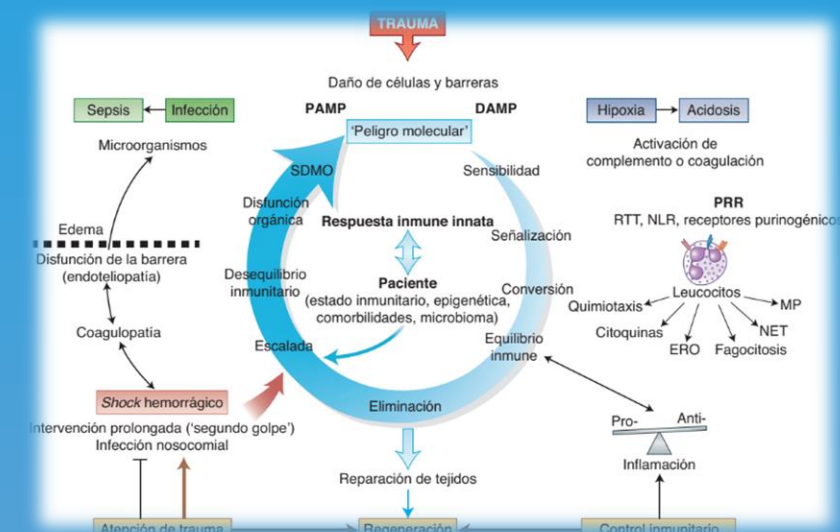 TRAUMA
Daño de células y barreras
PAMP
DAMP
'Peligro molecular'
Sepsis
Infección
Microorganismos
Hipoxia
Acidosis
Activación de
complemento o coagulación
SDMO
Sensibilidad
Disfunción
orgánica
Respuesta inmune innata
Señalización
PRR
RTT, NLR, receptores purinogénicos
Edema
Disfunción de la barrera
(endoteliopatía)
Desequilibrio
inmunitario
Paciente
(estado inmunitario, epigenética,
comorbilidades, microbioma)
Conversión
Leucocitos
Quimiotaxis
MP
Citoquinas
NET
ERO
Fagocitosis
Coagulopatía
Escalada
Equilibrio
inmune
Shock hemorrágico
Intervención prolongada ('segundo golpe')
Infección nosocomial
Eliminación
Pro-
Anti-
Inflamación
Reparación de tejidos
Atención de trauma
Regeneración
Control inmunitario